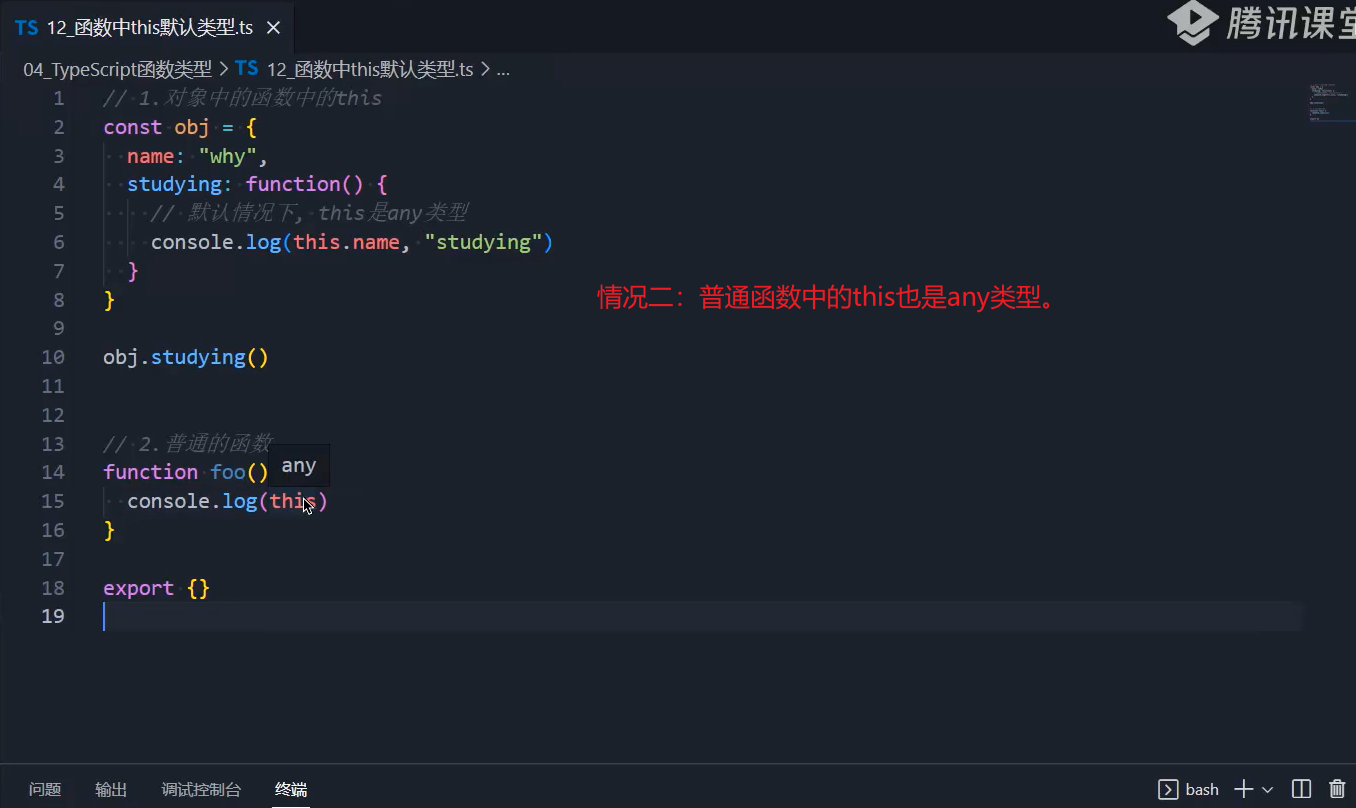 TS 12_函数中this默认类型.ts ×
腾讯课堂
04_TypeScript函数类型 > TS 12_函数中this默认类型.ts > ...
1 // 1.对象中的函数中的this
2 const obj = {
3 name: "why",
4 studying: function() {
5 // 默认情况下, this是any类型
6 console.log(this.name, "studying")
7 }
8 }
情况二：普通函数中的this也是any类型。
9
10 obj.studying()
11
12
13 // 2.普通的函数
any
14 function foo()
15 console.log(this)
16 }
17
18 export {}
19
问题 输出 调试控制台 终端 bash